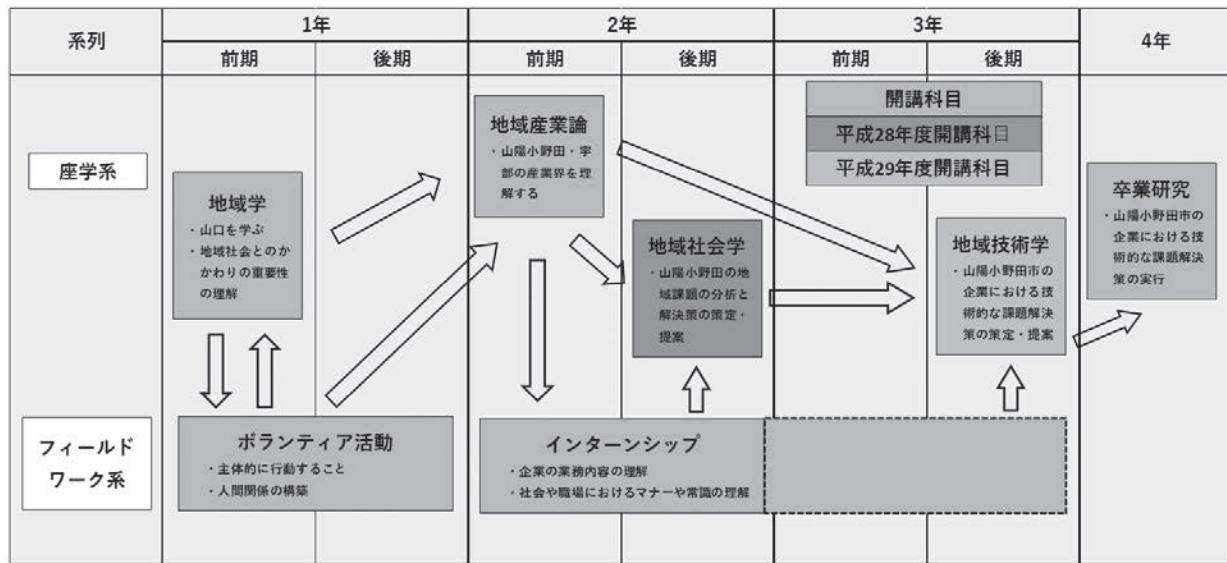 系列
1年
2年
3年
4年
前期
後期
前期
後期
前期
後期
座学系
地域学
・山口を学ぶ
・地域社会とのか
かわりの重要性
の理解
地域産業論
・山陽小野田・宇
部の産業界を理
解する
地域社会学
・山陽小野田の地
域課題の分析と
解決策の策定・
提案
開講科目
平成28年度開講科目
平成29年度開講科目
地域技術学
・山陽小野田市の
企業における技
術的な課題解決
策の策定・提案
卒業研究
・山陽小野田市の
企業における技
術的な課題解決
策の実行
フィールド
ワーク系
ボランティア活動
・主体的に行動すること
・人間関係の構築
インターンシップ
・企業の業務内容の理解
・社会や職場におけるマナーや常識の理解